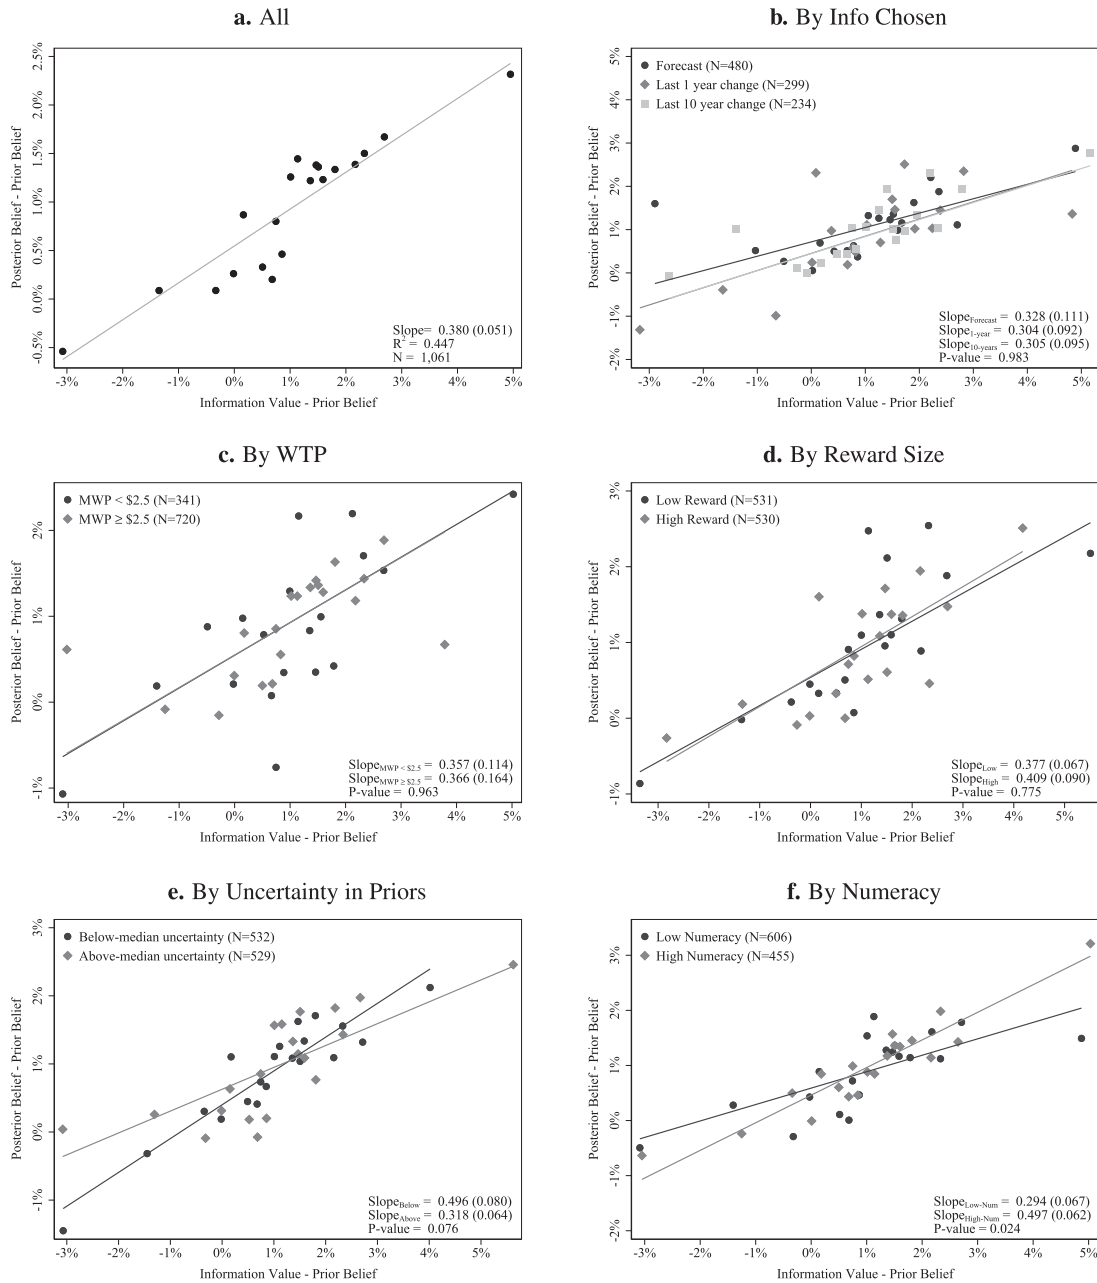 a. All
Posterior Belief - Prior Belief
2.5%
2.0%
1.5%
1.0%
0.5%
0.0%
-0.5%
Slope= 0.380 (0.051)
R² = 0.447
N = 1,061
-3% -2% -1% 0% 1% 2% 3% 4% 5%
Information Value - Prior Belief
b. By Info Chosen
Posterior Belief - Prior Belief
5%
4%
3%
2%
1%
0%
-1%
-2%
Forecast (N=480)
Last 1 year change (N=299)
Last 10 year change (N=234)
SlopeForecast = 0.328 (0.111)
Slope1-year = 0.304 (0.092)
Slope10-years = 0.305 (0.095)
P-value = 0.983
-3% -2% -1% 0% 1% 2% 3% 4% 5%
Information Value - Prior Belief
c. By WTP
Posterior Belief - Prior Belief
2%
1%
0%
-1%
MWP < $2.5 (N=341)
MWP ≥ $2.5 (N=720)
SlopeMWP < $2.5 = 0.357 (0.114)
SlopeMWP ≥ $2.5 = 0.366 (0.164)
P-value = 0.963
-3% -2% -1% 0% 1% 2% 3% 4% 5%
Information Value - Prior Belief
d. By Reward Size
Posterior Belief - Prior Belief
3%
2%
1%
0%
-1%
Low Reward (N=531)
High Reward (N=530)
SlopeLow = 0.377 (0.067)
SlopeHigh = 0.409 (0.090)
P-value = 0.775
-3% -2% -1% 0% 1% 2% 3% 4% 5%
Information Value - Prior Belief
e. By Uncertainty in Priors
Posterior Belief - Prior Belief
3%
2%
1%
0%
-1%
Below-median uncertainty (N=532)
Above-median uncertainty (N=529)
SlopeBelow = 0.496 (0.080)
SlopeAbove = 0.318 (0.064)
P-value = 0.076
-3% -2% -1% 0% 1% 2% 3% 4% 5%
Information Value - Prior Belief
f. By Numeracy
Posterior Belief - Prior Belief
3%
2%
1%
0%
-1%
-2%
Low Numeracy (N=606)
High Numeracy (N=455)
SlopeLow-Num = 0.294 (0.067)
SlopeHigh-Num = 0.497 (0.062)
P-value = 0.024
-3% -2% -1% 0% 1% 2% 3% 4% 5%
Information Value - Prior Belief